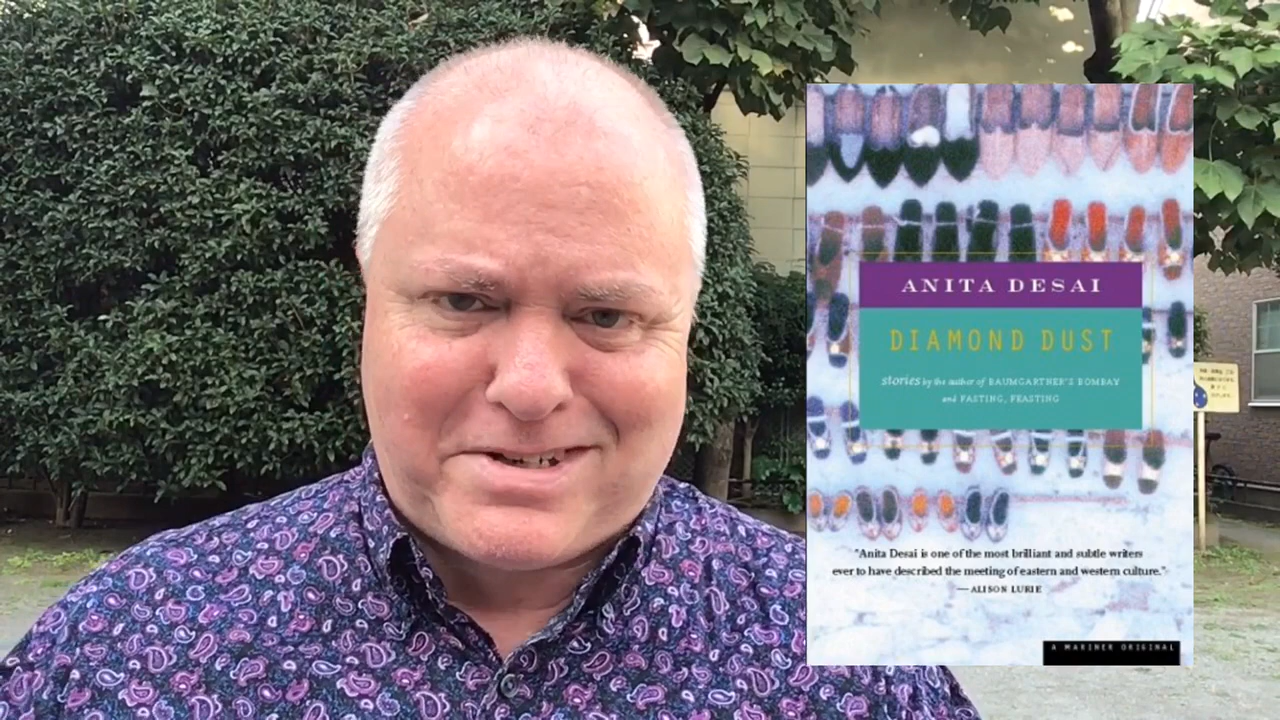 ANITA DESAI
DIAMOND DUST
stories by the author of BAUMGARTNER'S BOMBAY
and FASTING, FEASTING
"Anita Desai is one of the most brilliant and subtle writers
ever to have described the meeting of eastern and western culture."
—ALISON LURIE
A MARINER ORIGINAL